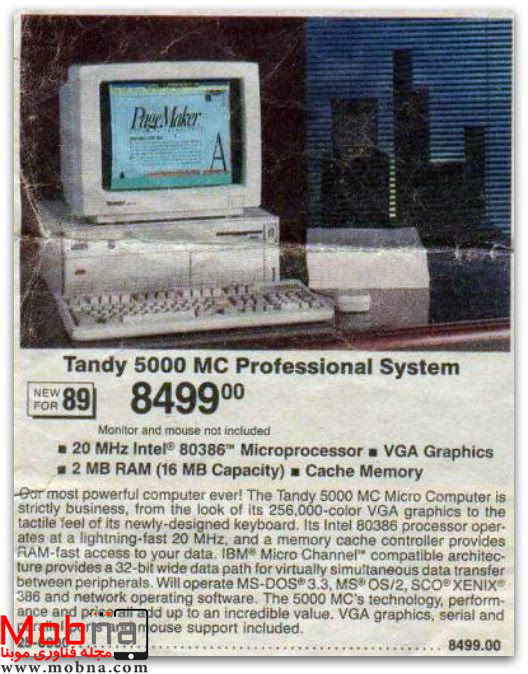 PageMaker
A
TANDY
Tandy 5000 MC Professional System
NEW FOR 89
8499⁰⁰
Monitor and mouse not included
■ 20 MHz Intel® 80386™ Microprocessor ■ VGA Graphics
■ 2 MB RAM (16 MB Capacity) ■ Cache Memory
Our most powerful computer ever! The Tandy 5000 MC Micro Computer is
strictly business, from the look of its 256,000-color VGA graphics to the
tactile feel of its newly-designed keyboard. Its Intel 80386 processor oper-
ates at a lightning-fast 20 MHz, and a memory cache controller provides
RAM-fast access to your data. IBM® Micro Channel™ compatible architec-
ture provides a 32-bit wide data path for virtually simultaneous data transfer
between peripherals. Will operate MS-DOS® 3.3, MS® OS/2, SCO® XENIX®
386 and network operating software. The 5000 MC's technology, perform-
ance and add up to an incredible value. VGA graphics, serial and
mouse support included.
8499.00
Mobna
مجله فناوری موبنا
www.mobna.com